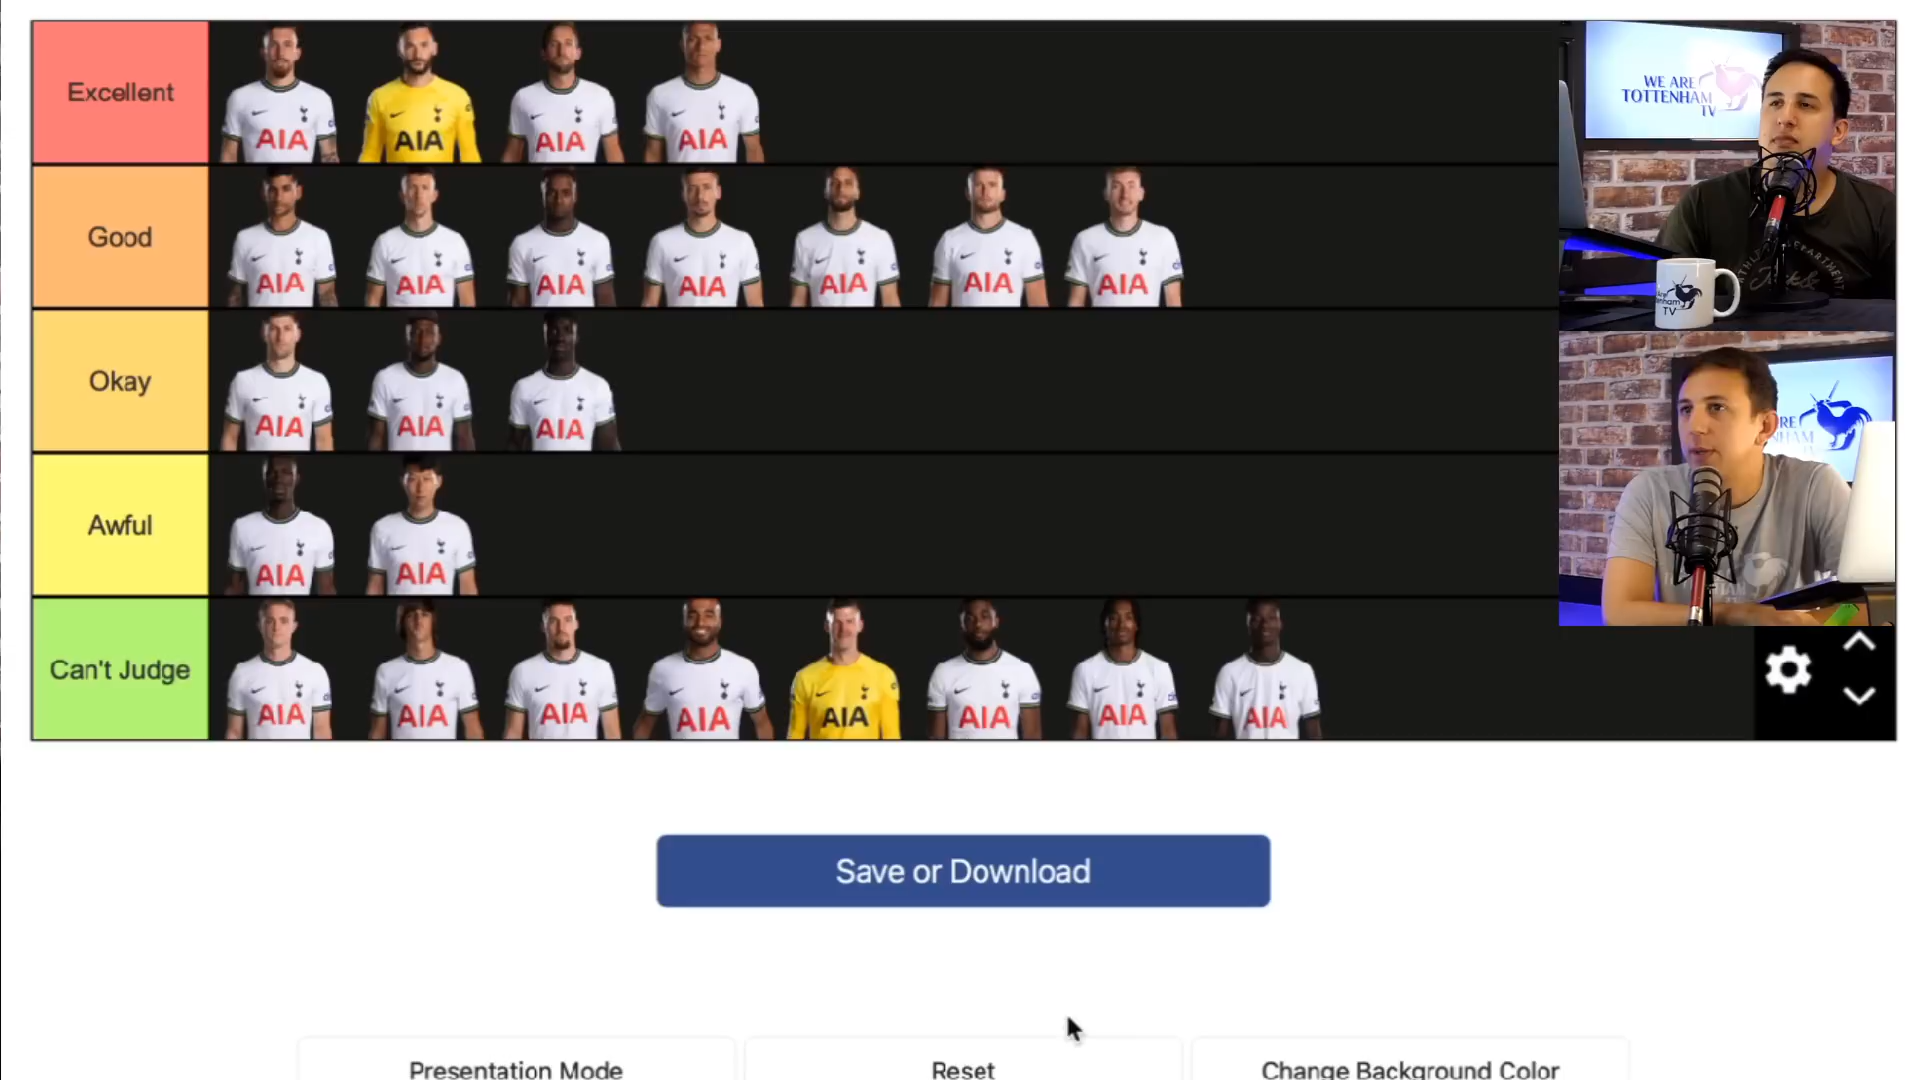 Excellent
AIA AIA AIA AIA
WE ARE
TOTTENHAM
TV
Good
AIA AIA AIA AIA AIA AIA AIA
TV
Okay
AIA AIA AIA
Awful
AIA AIA
Can't Judge
AIA AIA AIA AIA AIA AIA AIA AIA
Save or Download
Presentation Mode
Reset
Change Background Color